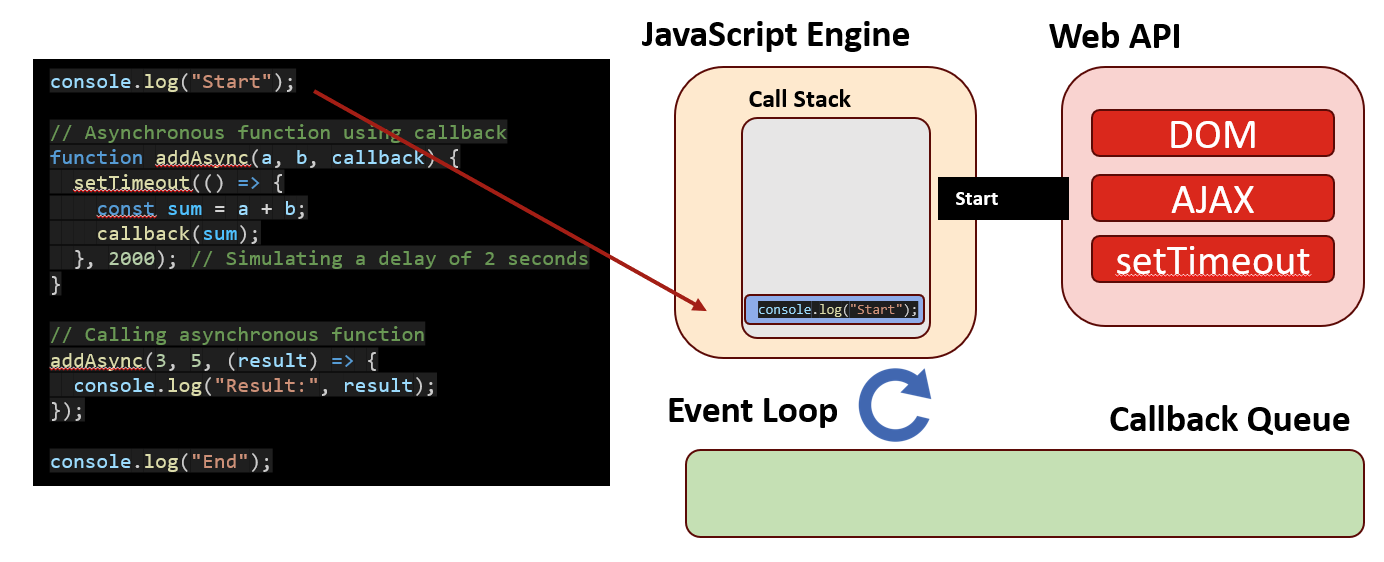 console.log("Start");
// Asynchronous function using callback
function addAsync(a, b, callback) {
  setTimeout(() => {
    const sum = a + b;
    callback(sum);
  }, 2000); // Simulating a delay of 2 seconds
}
// Calling asynchronous function
addAsync(3, 5, (result) => {
  console.log("Result:", result);
});
console.log("End");
JavaScript Engine
Call Stack
console.log("Start");
Start
Web API
DOM
AJAX
setTimeout
Event Loop
Callback Queue